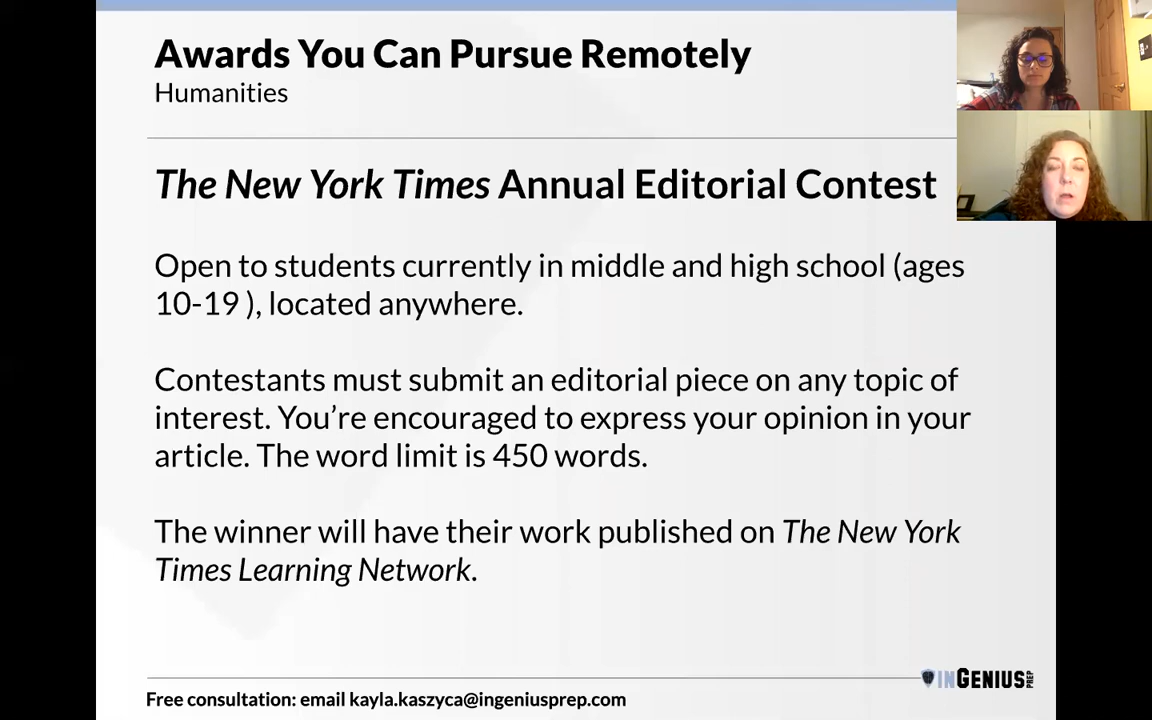 Awards You Can Pursue Remotely
Humanities
The New York Times Annual Editorial Contest
Open to students currently in middle and high school (ages
10-19 ), located anywhere.
Contestants must submit an editorial piece on any topic of
interest. You’re encouraged to express your opinion in your
article. The word limit is 450 words.
The winner will have their work published on The New York
Times Learning Network.
INGENIUS PREP
Free consultation: email kayla.kaszyca@ingeniusprep.com